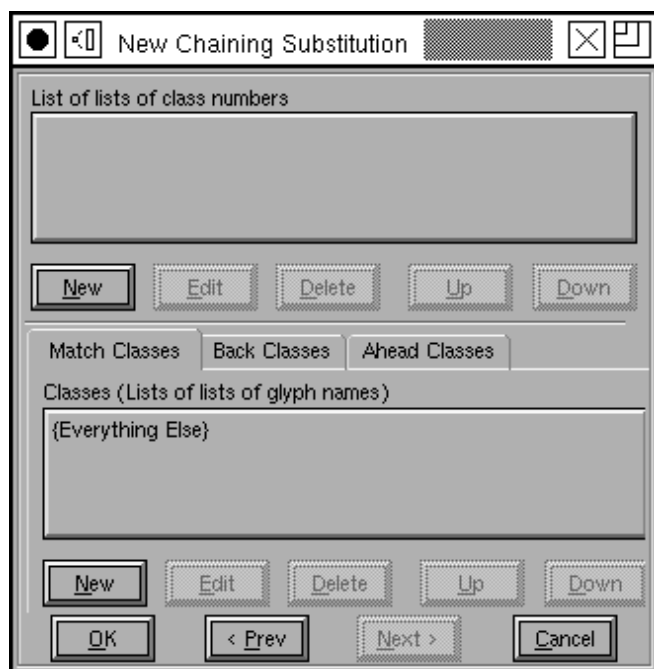 New Chaining Substitution
List of lists of class numbers
New Edit Delete Up Down
Match Classes Back Classes Ahead Classes
Classes (Lists of lists of glyph names)
{Everything Else}
New Edit Delete Up Down
OK < Prev Next > Cancel